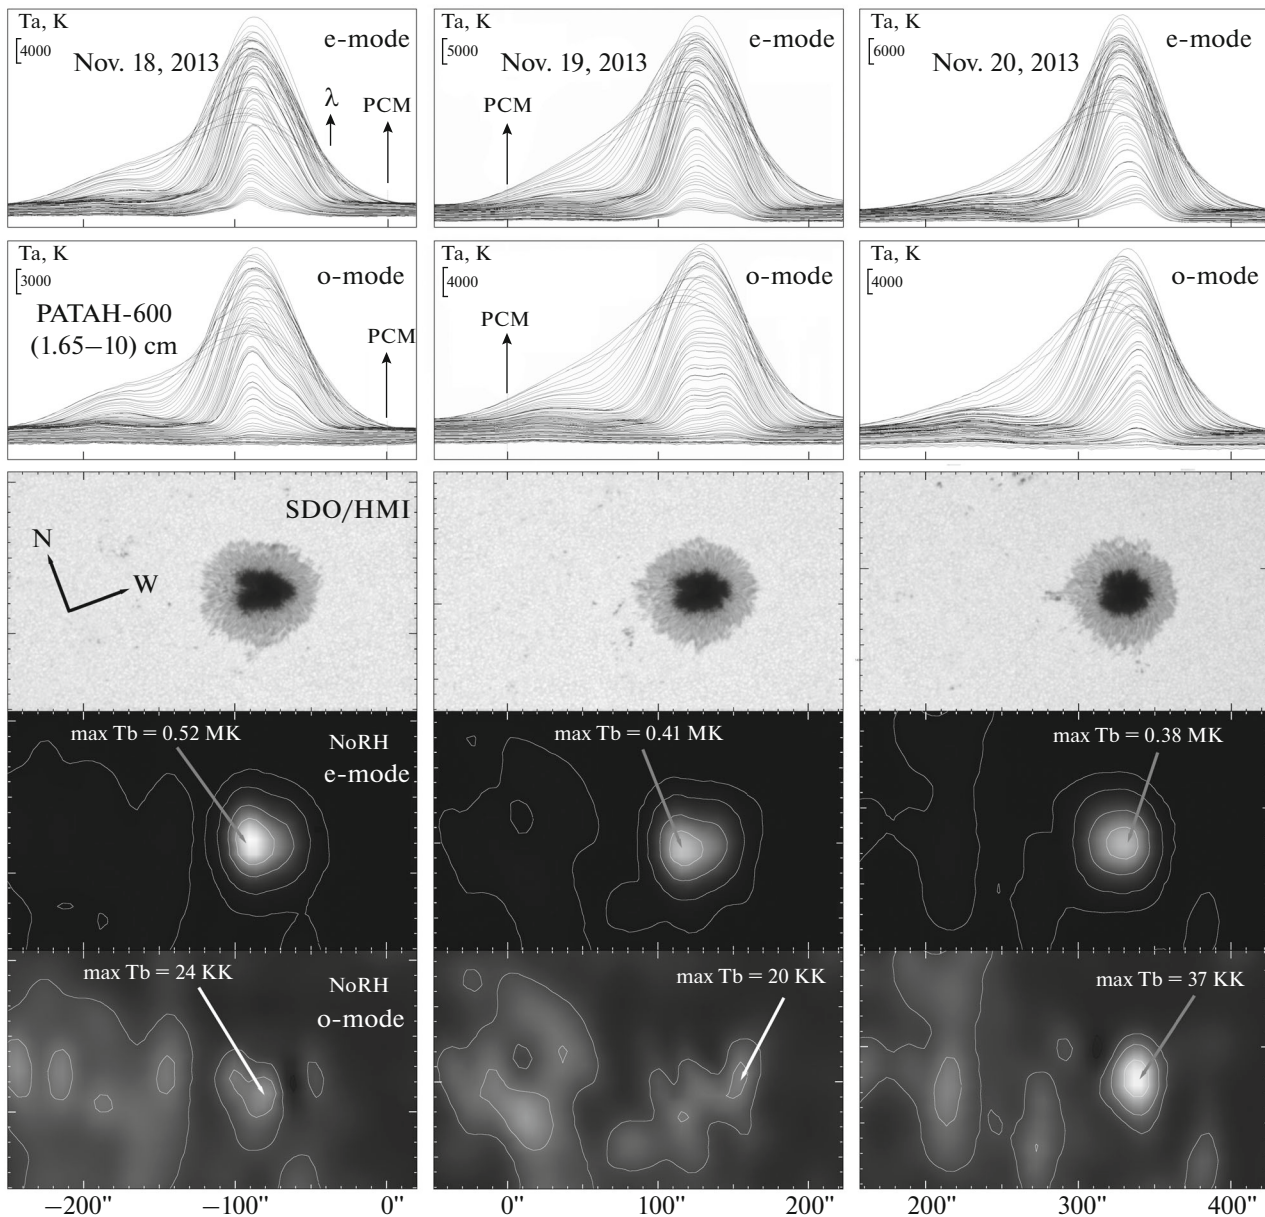 Ta, K
4000
e-mode
Nov. 18, 2013
λ
PCM
Ta, K
5000
e-mode
Nov. 19, 2013
PCM
Ta, K
6000
e-mode
Nov. 20, 2013
Ta, K
3000
o-mode
PATAH-600
(1.65–10) cm
PCM
Ta, K
4000
o-mode
PCM
Ta, K
4000
o-mode
SDO/HMI
N
W
max Tb = 0.52 MK
NoRH
e-mode
max Tb = 0.41 MK
max Tb = 0.38 MK
max Tb = 24 KK
NoRH
o-mode
max Tb = 20 KK
max Tb = 37 KK
−200" −100" 0" 0" 100" 200" 200" 300" 400"